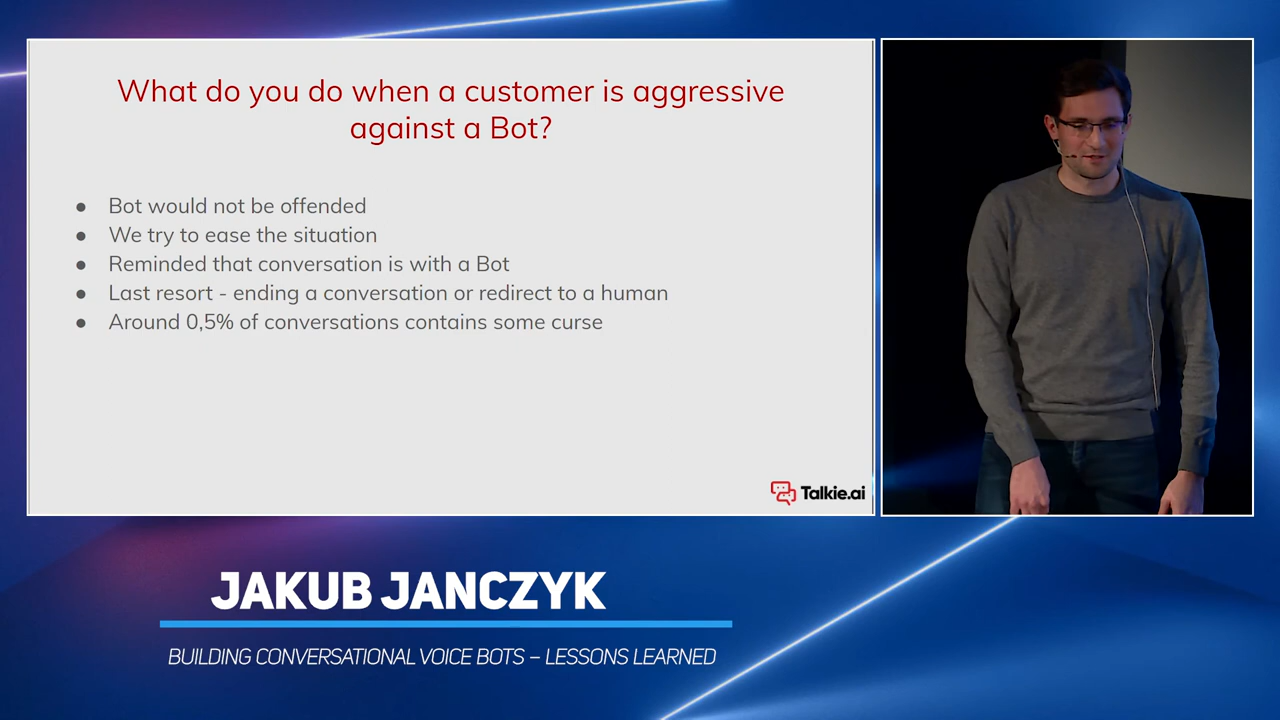 What do you do when a customer is aggressive
against a Bot?
● Bot would not be offended
● We try to ease the situation
● Reminded that conversation is with a Bot
● Last resort - ending a conversation or redirect to a human
● Around 0,5% of conversations contains some curse
Talkie.ai
JAKUB JANCZYK
BUILDING CONVERSATIONAL VOICE BOTS – LESSONS LEARNED